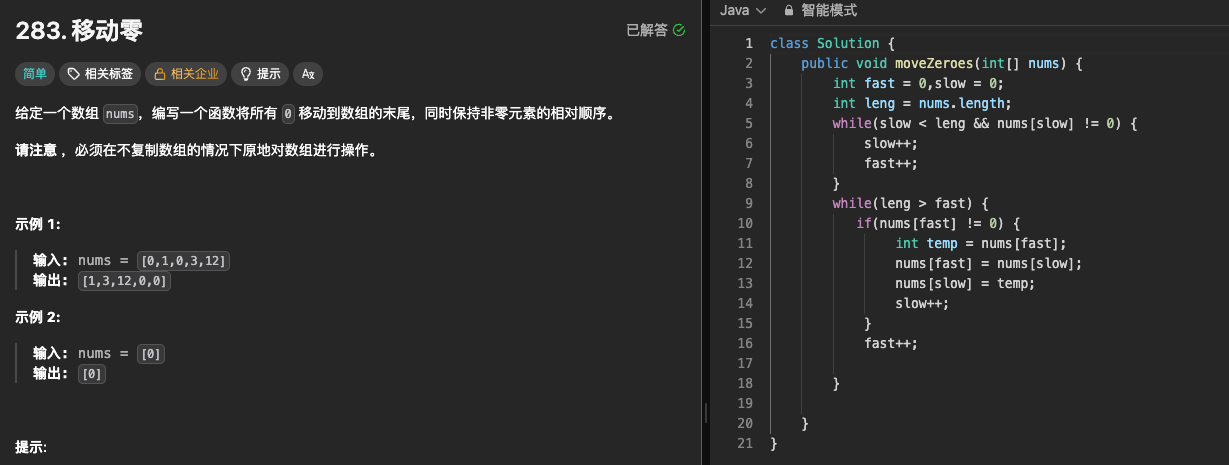 283. 移动零
已解答
简单 相关标签 相关企业 提示 AX
给定一个数组 nums，编写一个函数将所有 0 移动到数组的末尾，同时保持非零元素的相对顺序。
请注意 ，必须在不复制数组的情况下原地对数组进行操作。
示例 1:
输入: nums = [0,1,0,3,12]
输出: [1,3,12,0,0]
示例 2:
输入: nums = [0]
输出: [0]
提示:
Java 智能模式
1 class Solution {
2 public void moveZeroes(int[] nums) {
3 int fast = 0,slow = 0;
4 int leng = nums.length;
5 while(slow < leng && nums[slow] != 0) {
6 slow++;
7 fast++;
8 }
9 while(leng > fast) {
10 if(nums[fast] != 0) {
11 int temp = nums[fast];
12 nums[fast] = nums[slow];
13 nums[slow] = temp;
14 slow++;
15 }
16 fast++;
17
18 }
19
20 }
21 }